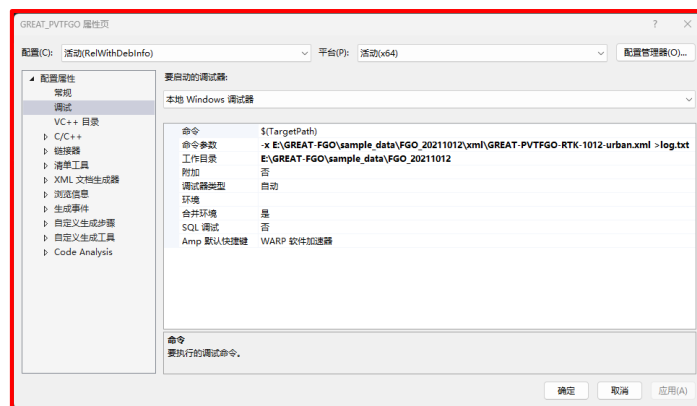 GREAT_PVTFGO 属性页
? ×
配置(C): 活动(RelWithDebInfo) 平台(P): 活动(x64) 配置管理器(O)...
配置属性
常规
调试
VC++ 目录
C/C++
链接器
清单工具
XML 文档生成器
浏览信息
生成事件
自定义生成步骤
自定义生成工具
Code Analysis
要启动的调试器:
本地 Windows 调试器
命令 $(TargetPath)
命令参数 -x E:\GREAT-FGO\sample_data\FGO_20211012\xml\GREAT-PVTFGO-RTK-1012-urban.xml >log.txt
工作目录 E:\GREAT-FGO\sample_data\FGO_20211012
附加 否
调试器类型 自动
环境
合并环境 是
SQL 调试 否
Amp 默认快捷键 WARP 软件加速器
命令
要执行的调试命令。
确定 取消 应用(A)